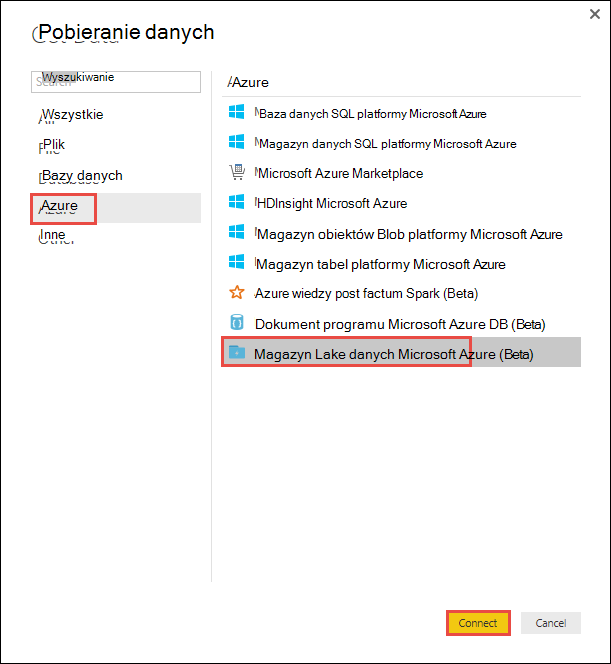 Pobieranie danych
Wyszukiwanie
Wszystkie
Plik
Bazy danych
Azure
Inne
Azure
Baza danych SQL platformy Microsoft Azure
Magazyn danych SQL platformy Microsoft Azure
Microsoft Azure Marketplace
HDInsight Microsoft Azure
Magazyn obiektów Blob platformy Microsoft Azure
Magazyn tabel platformy Microsoft Azure
Azure wiedzy post factum Spark (Beta)
Dokument programu Microsoft Azure DB (Beta)
Magazyn Lake danych Microsoft Azure (Beta)
Connect
Cancel